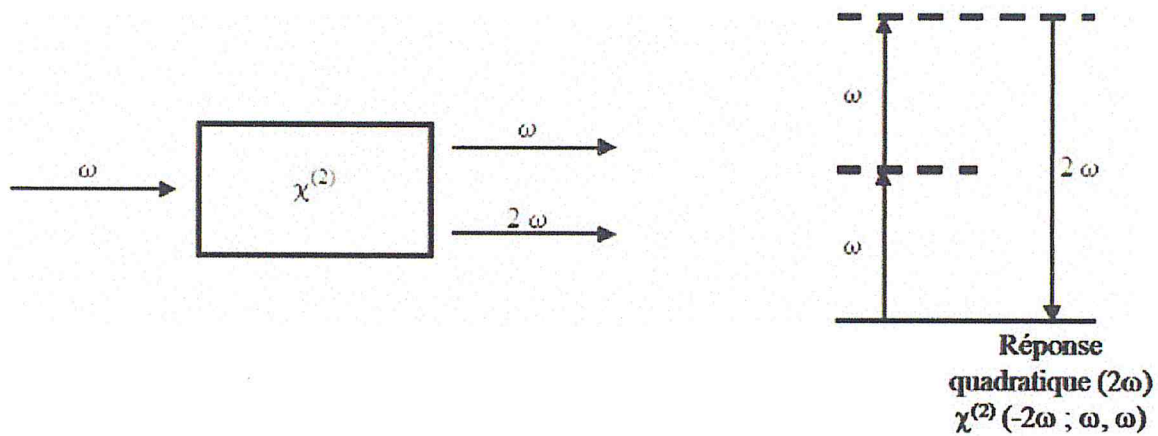 ω
χ(2)
ω
2 ω
ω
ω
2 ω
Réponse
quadratique (2ω)
χ(2) (-2ω ; ω, ω)